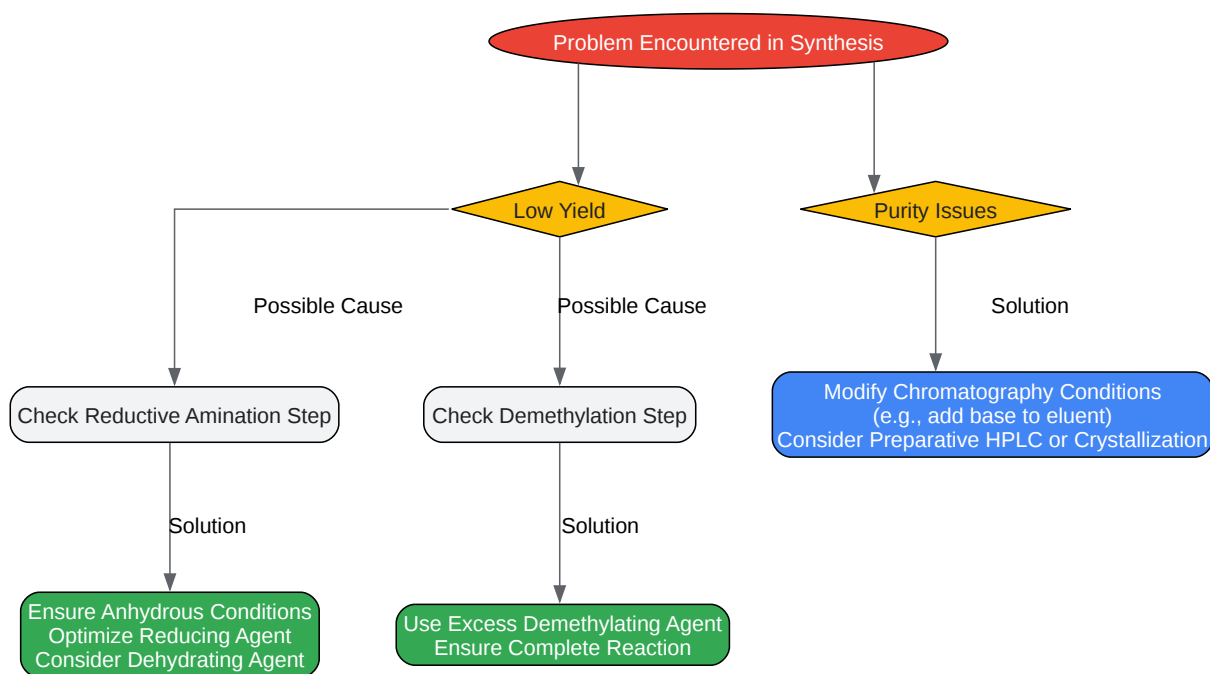 Problem Encountered in Synthesis
Low Yield
Purity Issues
Possible Cause
Possible Cause
Solution
Check Reductive Amination Step
Check Demethylation Step
Modify Chromatography Conditions
(e.g., add base to eluent)
Consider Preparative HPLC or Crystallization
Solution
Solution
Ensure Anhydrous Conditions
Optimize Reducing Agent
Consider Dehydrating Agent
Use Excess Demethylating Agent
Ensure Complete Reaction